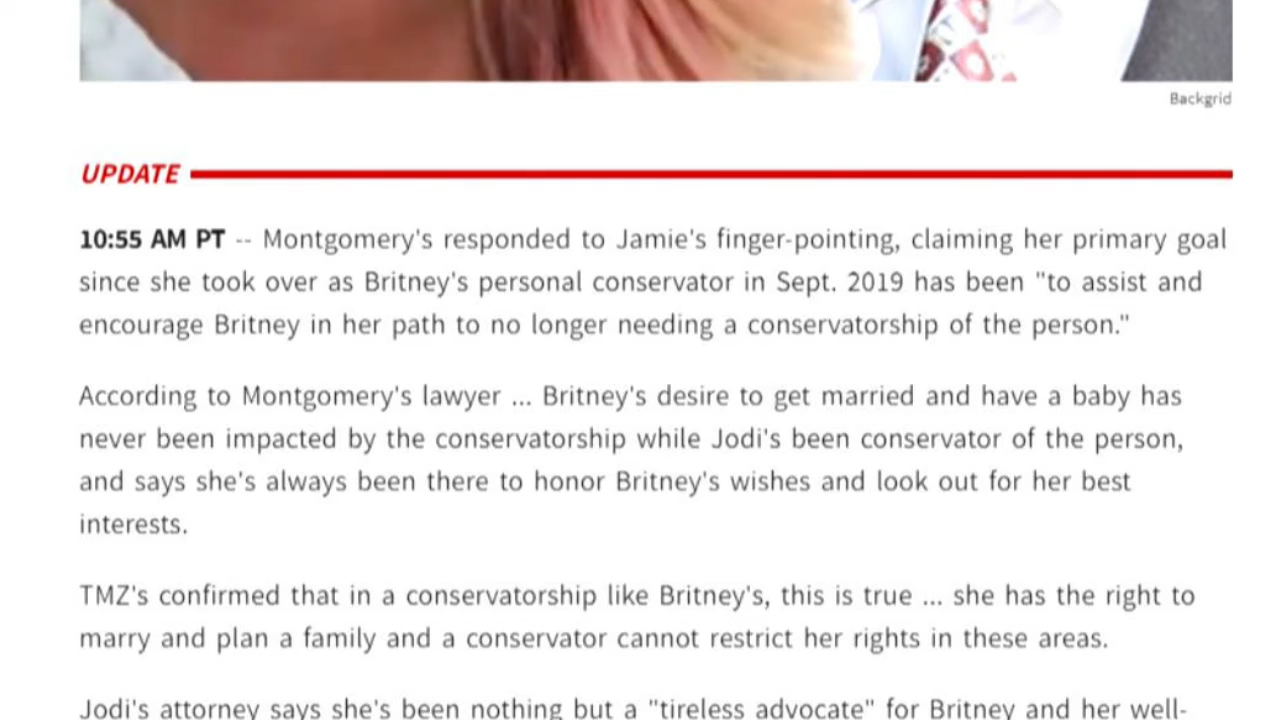 Backgrid
UPDATE
10:55 AM PT -- Montgomery's responded to Jamie's finger-pointing, claiming her primary goal
since she took over as Britney's personal conservator in Sept. 2019 has been "to assist and
encourage Britney in her path to no longer needing a conservatorship of the person."
According to Montgomery's lawyer ... Britney's desire to get married and have a baby has
never been impacted by the conservatorship while Jodi's been conservator of the person,
and says she's always been there to honor Britney's wishes and look out for her best
interests.
TMZ's confirmed that in a conservatorship like Britney's, this is true ... she has the right to
marry and plan a family and a conservator cannot restrict her rights in these areas.
Jodi's attorney says she's been nothing but a "tireless advocate" for Britney and her well-